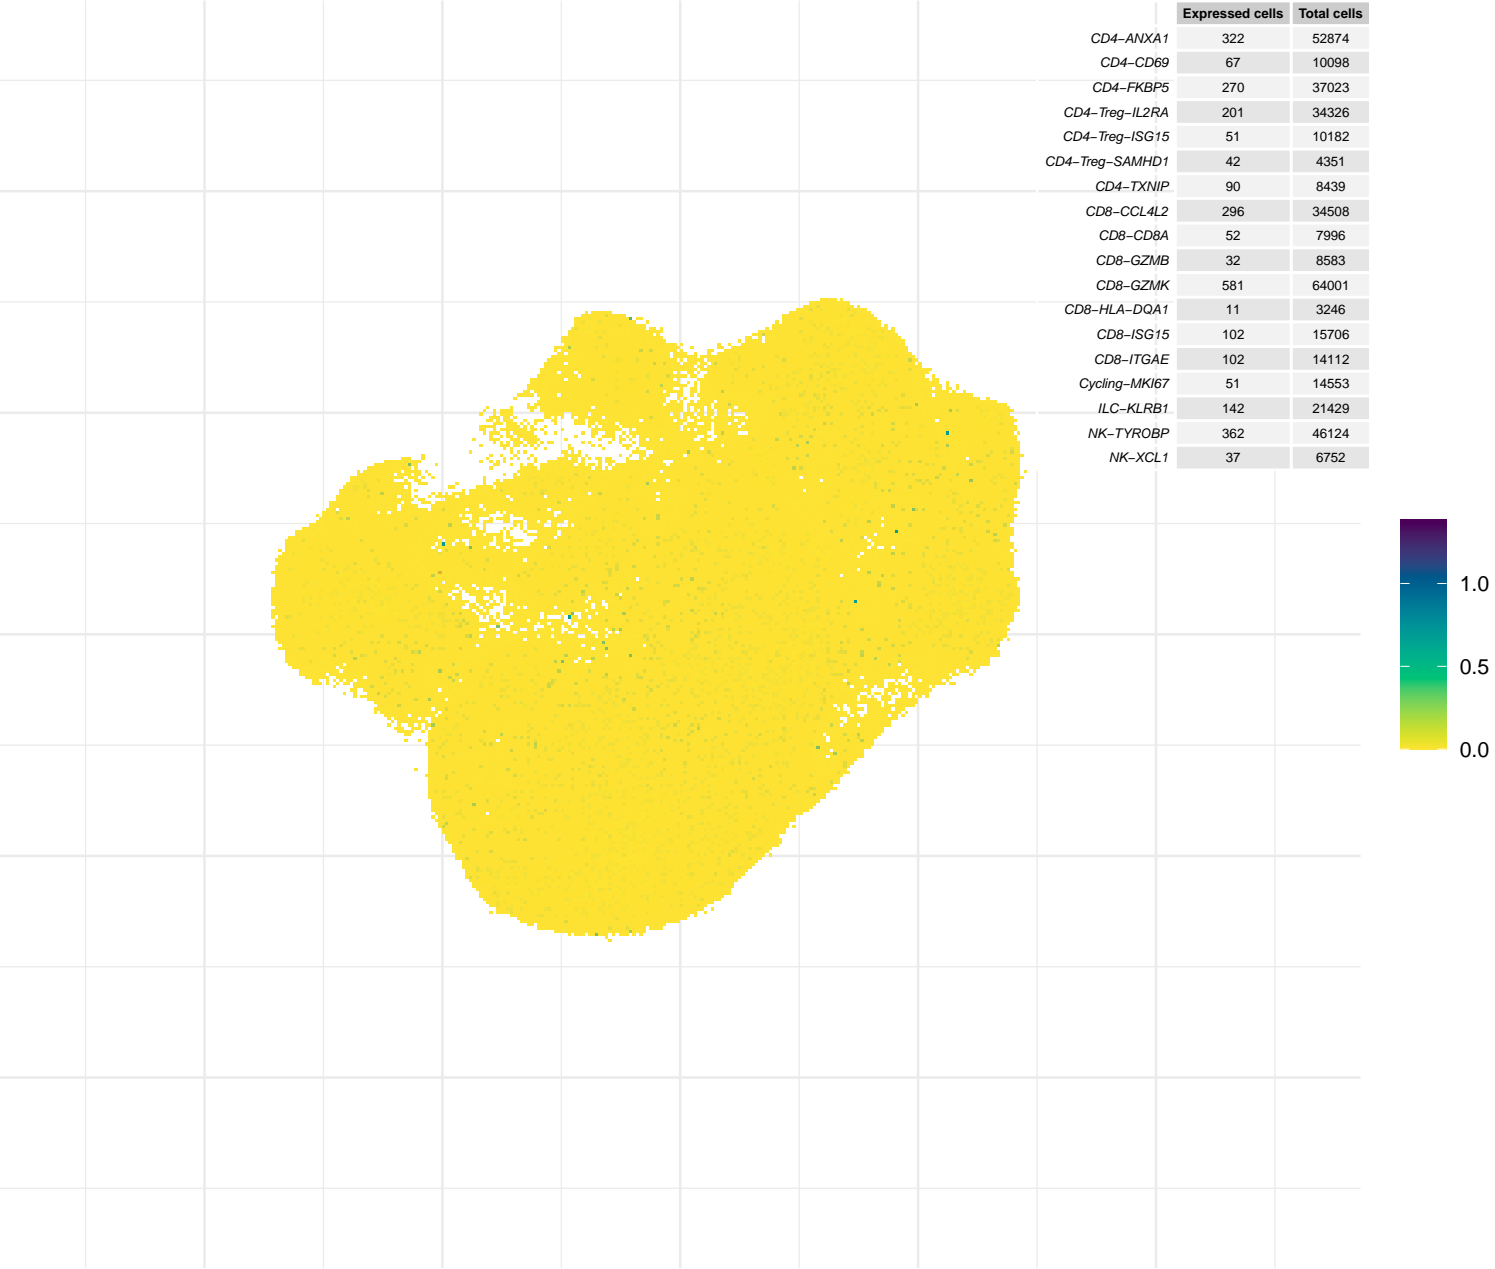 Expressed cells Total cells
CD4−ANXA1 322 52874
CD4−CD69 67 10098
CD4−FKBP5 270 37023
CD4−Treg−IL2RA 201 34326
CD4−Treg−ISG15 51 10182
CD4−Treg−SAMHD1 42 4351
CD4−TXNIP 90 8439
CD8−CCL4L2 296 34508
CD8−CD8A 52 7996
CD8−GZMB 32 8583
CD8−GZMK 581 64001
CD8−HLA−DQA1 11 3246
CD8−ISG15 102 15706
CD8−ITGAE 102 14112
Cycling−MKI67 51 14553
ILC−KLRB1 142 21429
NK−TYROBP 362 46124
NK−XCL1 37 6752
1.0
0.5
0.0